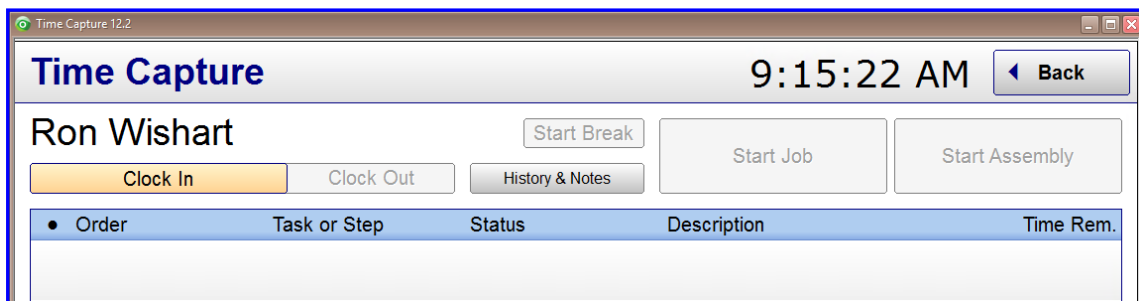 Time Capture 12.2
Time Capture 9:15:22 AM Back
Ron Wishart Start Break Start Job Start Assembly
Clock In Clock Out History & Notes
● Order Task or Step Status Description Time Rem.